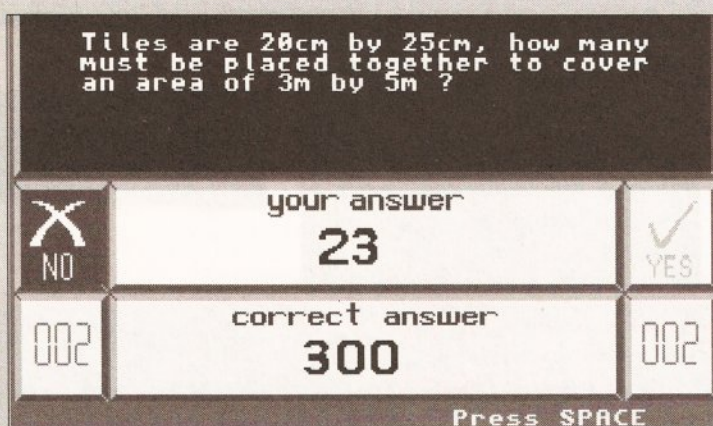 Tiles are 20cm by 25cm, how many
must be placed together to cover
an area of 3m by 5m ?
your answer
23
NO
YES
correct answer
300
002
002
Press SPACE